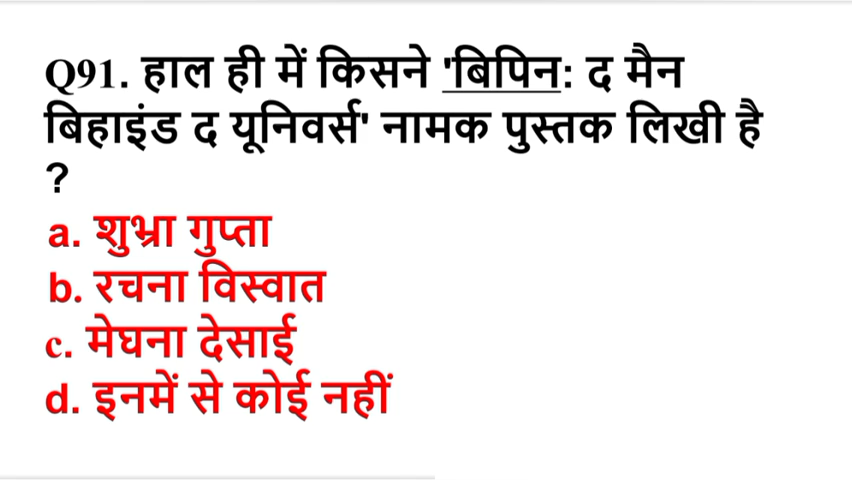 Q91. हाल ही में किसने 'बिपिन: द मैन
बिहाइंड द यूनिवर्स' नामक पुस्तक लिखी है
?
a. शुभ्रा गुप्ता
b. रचना विस्वात
c. मेघना देसाई
d. इनमें से कोई नहीं